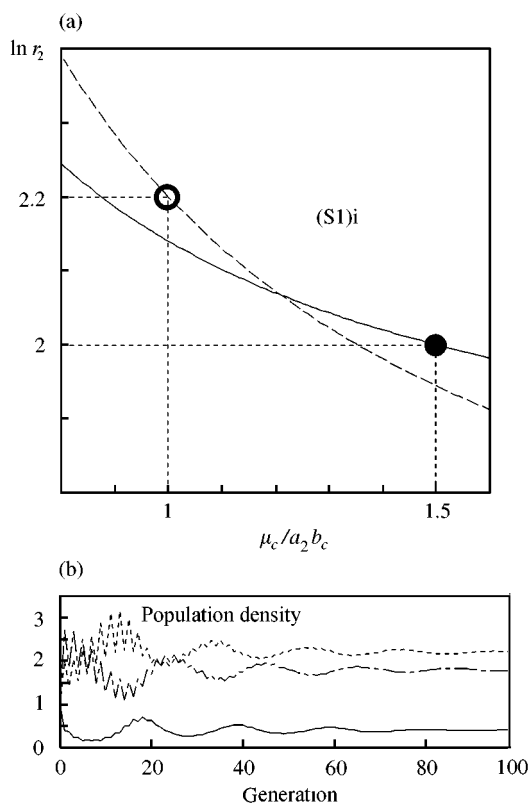 (a)
ln r₂
2.2
(S1)i
2
1
1.5
μc/a₂bc
(b)
3
Population density
2
1
0
0
20
40
60
80
100
Generation